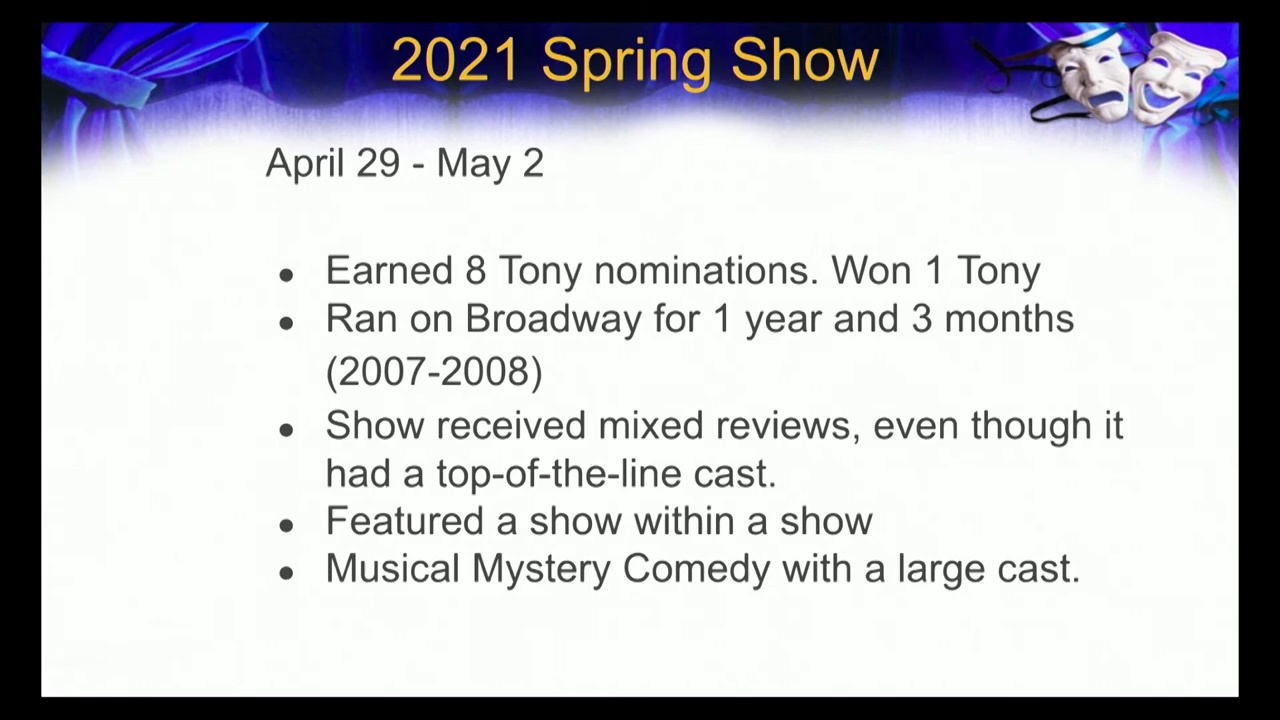 2021 Spring Show
April 29 - May 2
● Earned 8 Tony nominations. Won 1 Tony
● Ran on Broadway for 1 year and 3 months
(2007-2008)
● Show received mixed reviews, even though it
had a top-of-the-line cast.
● Featured a show within a show
● Musical Mystery Comedy with a large cast.